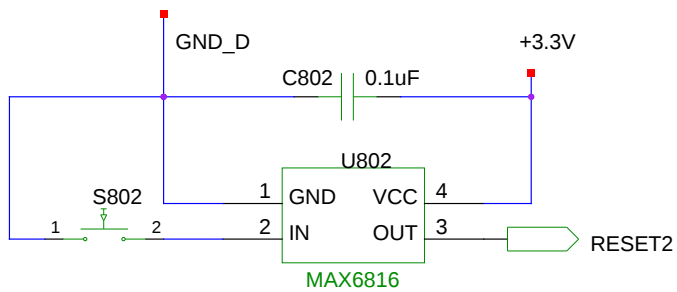 GND_D
+3.3V
C802 0.1uF
U802
1 GND VCC 4
S802
1 2 2 IN OUT 3
RESET2
MAX6816